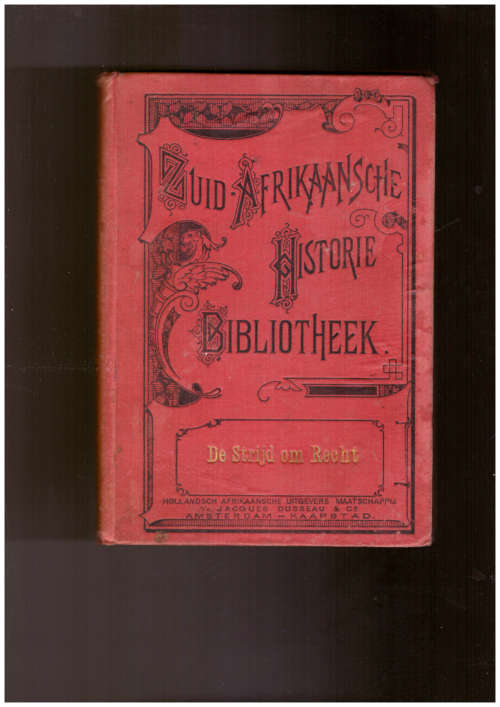 ZUID-AFRIKAANSCHE
HISTORIE
BIBLIOTHEEK.
De Strijd om Recht
HOLLANDSCH AFRIKAANSCHE UITGEVERS MAATSCHAPPIJ
V/H JACQUES DUSSEAU & Co
AMSTERDAM – KAAPSTAD.